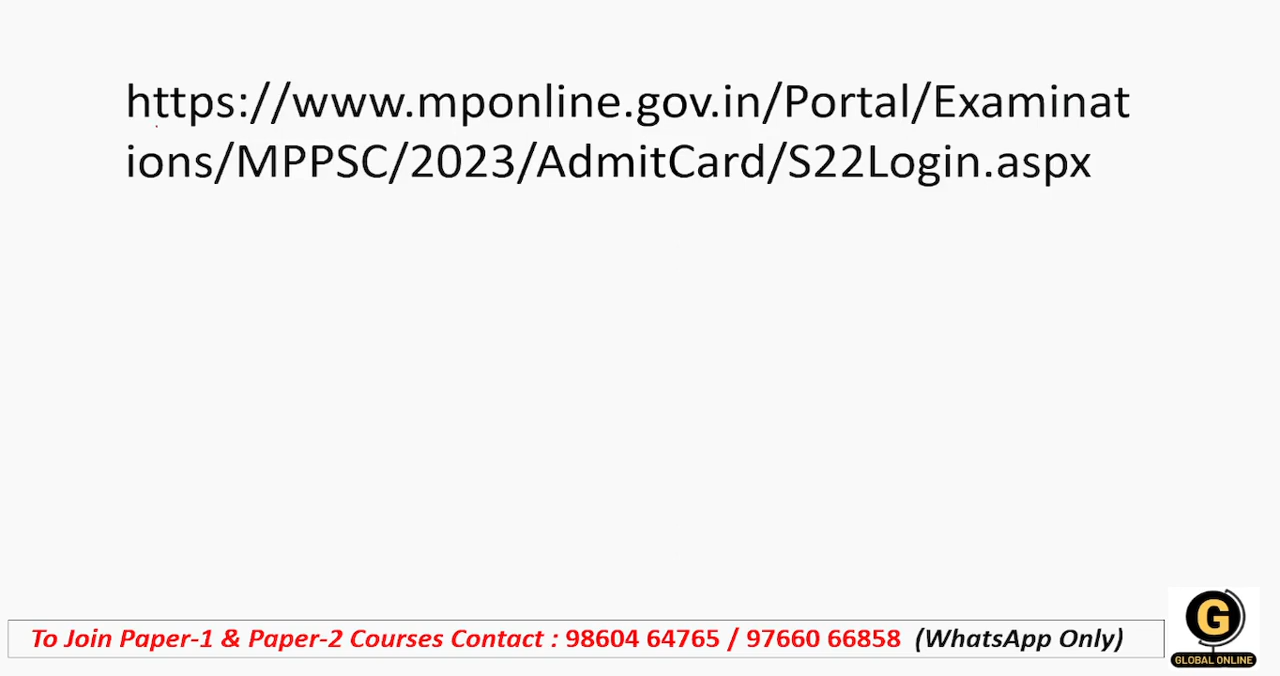 https://www.mponline.gov.in/Portal/Examinat
ions/MPPSC/2023/AdmitCard/S22Login.aspx
To Join Paper-1 & Paper-2 Courses Contact : 98604 64765 / 97660 66858 (WhatsApp Only)
G
GLOBAL ONLINE